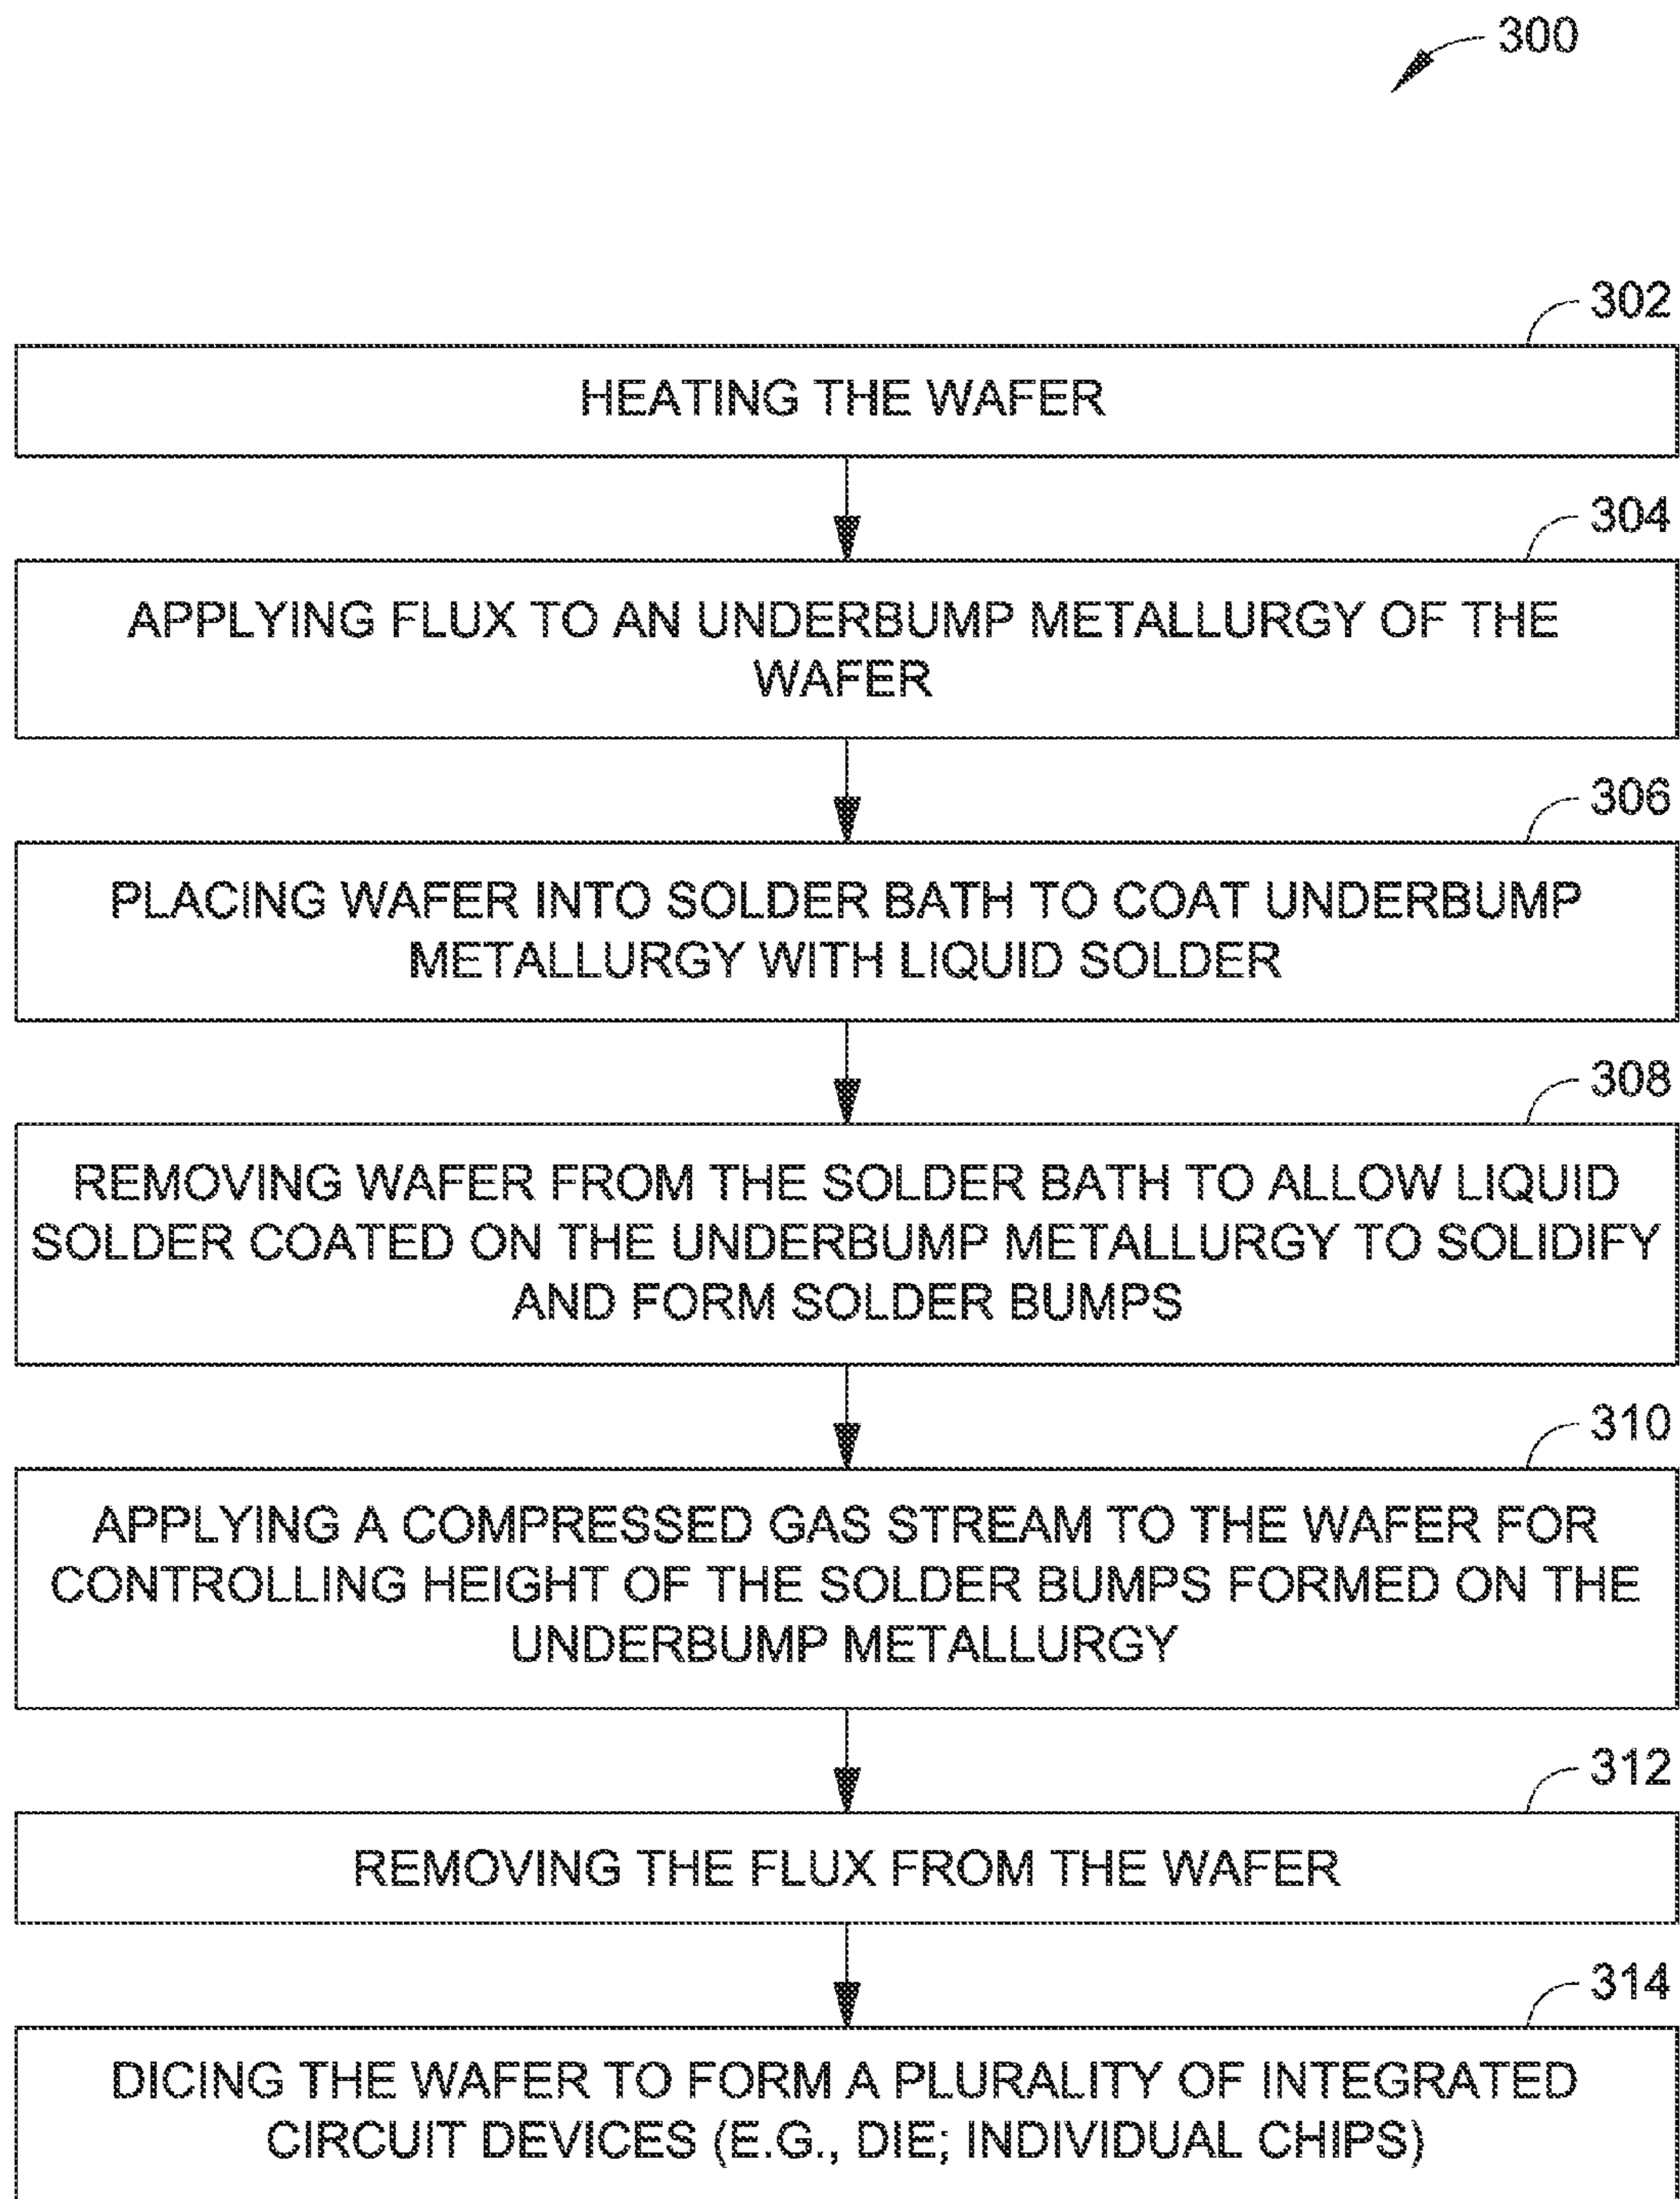 300
302
HEATING THE WAFER
304
APPLYING FLUX TO AN UNDERBUMP METALLURGY OF THE
WAFER
306
PLACING WAFER INTO SOLDER BATH TO COAT UNDERBUMP
METALLURGY WITH LIQUID SOLDER
308
REMOVING WAFER FROM THE SOLDER BATH TO ALLOW LIQUID
SOLDER COATED ON THE UNDERBUMP METALLURGY TO SOLIDIFY
AND FORM SOLDER BUMPS
310
APPLYING A COMPRESSED GAS STREAM TO THE WAFER FOR
CONTROLLING HEIGHT OF THE SOLDER BUMPS FORMED ON THE
UNDERBUMP METALLURGY
312
REMOVING THE FLUX FROM THE WAFER
314
DICING THE WAFER TO FORM A PLURALITY OF INTEGRATED
CIRCUIT DEVICES (E.G., DIE; INDIVIDUAL CHIPS)